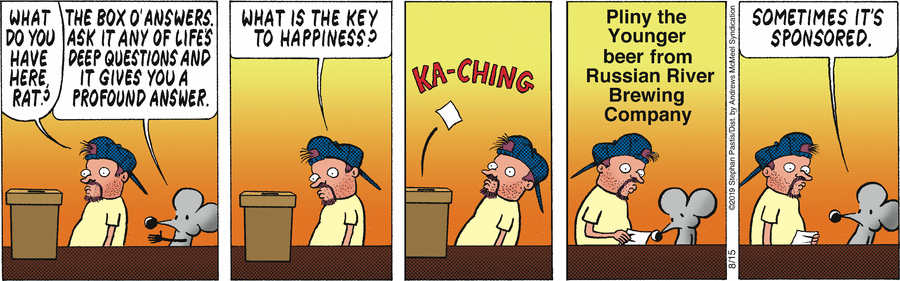 WHAT
DO YOU
HAVE
HERE,
RAT?
THE BOX O' ANSWERS.
ASK IT ANY OF LIFE'S
DEEP QUESTIONS AND
IT GIVES YOU A
PROFOUND ANSWER.
WHAT IS THE KEY
TO HAPPINESS?
KA-CHING
Pliny the
Younger
beer from
Russian River
Brewing
Company
©2019 Stephan Pastis/Dist. by Andrews McMeel Syndication
8/15
SOMETIMES IT'S
SPONSORED.